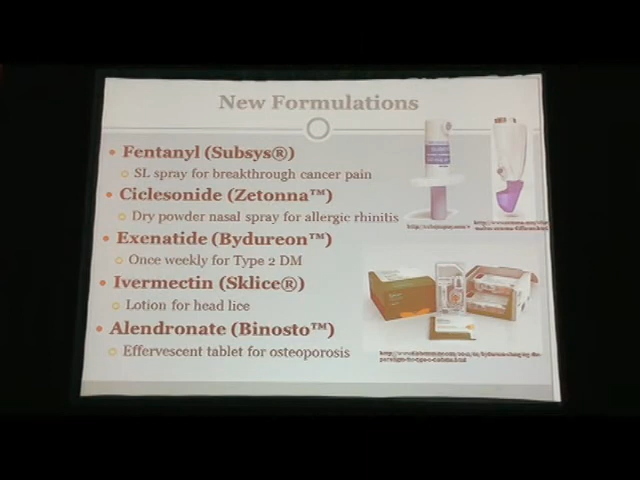 New Formulations
Fentanyl (Subsys®)
SL spray for breakthrough cancer pain
Ciclesonide (Zetonna™)
Dry powder nasal spray for allergic rhinitis
Exenatide (Bydureon™)
Once weekly for Type 2 DM
Ivermectin (Sklice®)
Lotion for head lice
Alendronate (Binosto™)
Effervescent tablet for osteoporosis